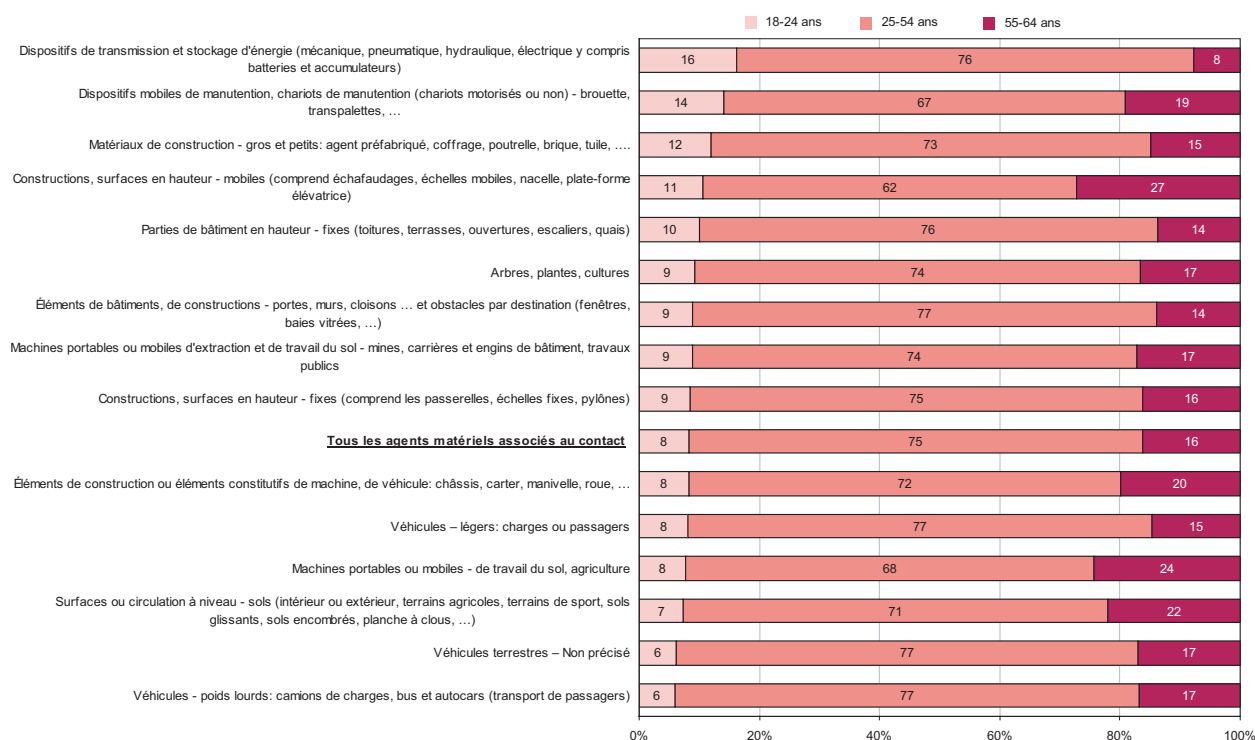 18-24 ans 25-54 ans 55-64 ans
Dispositifs de transmission et stockage d'énergie (mécanique, pneumatique, hydraulique, électrique y compris
batteries et accumulateurs)
16 76 8
Dispositifs mobiles de manutention, chariots de manutention (chariots motorisés ou non) - brouette,
transpalettes, …
14 67 19
Matériaux de construction - gros et petits: agent préfabriqué, coffrage, poutrelle, brique, tuile, ….
12 73 15
Constructions, surfaces en hauteur - mobiles (comprend échafaudages, échelles mobiles, nacelle, plate-forme
élévatrice)
11 62 27
Parties de bâtiment en hauteur - fixes (toitures, terrasses, ouvertures, escaliers, quais)
10 76 14
Arbres, plantes, cultures
9 74 17
Éléments de bâtiments, de constructions - portes, murs, cloisons … et obstacles par destination (fenêtres,
baies vitrées, …)
9 77 14
Machines portables ou mobiles d'extraction et de travail du sol - mines, carrières et engins de bâtiment, travaux
publics
9 74 17
Constructions, surfaces en hauteur - fixes (comprend les passerelles, échelles fixes, pylônes)
9 75 16
Tous les agents matériels associés au contact
8 75 16
Éléments de construction ou éléments constitutifs de machine, de véhicule: châssis, carter, manivelle, roue, …
8 72 20
Véhicules – légers: charges ou passagers
8 77 15
Machines portables ou mobiles - de travail du sol, agriculture
8 68 24
Surfaces ou circulation à niveau - sols (intérieur ou extérieur, terrains agricoles, terrains de sport, sols
glissants, sols encombrés, planche à clous, …)
7 71 22
Véhicules terrestres – Non précisé
6 77 17
Véhicules - poids lourds: camions de charges, bus et autocars (transport de passagers)
6 77 17
0% 20% 40% 60% 80% 100%